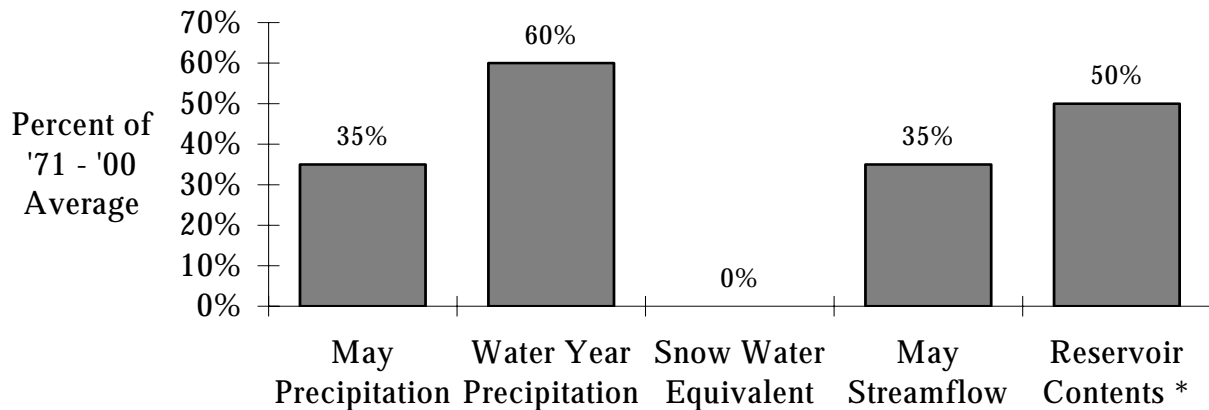 70%
60%
50%
40%
30%
20%
10%
0%
Percent of
'71 - '00
Average
35%
60%
0%
35%
50%
May
Precipitation
Water Year
Precipitation
Snow Water
Equivalent
May
Streamflow
Reservoir
Contents *